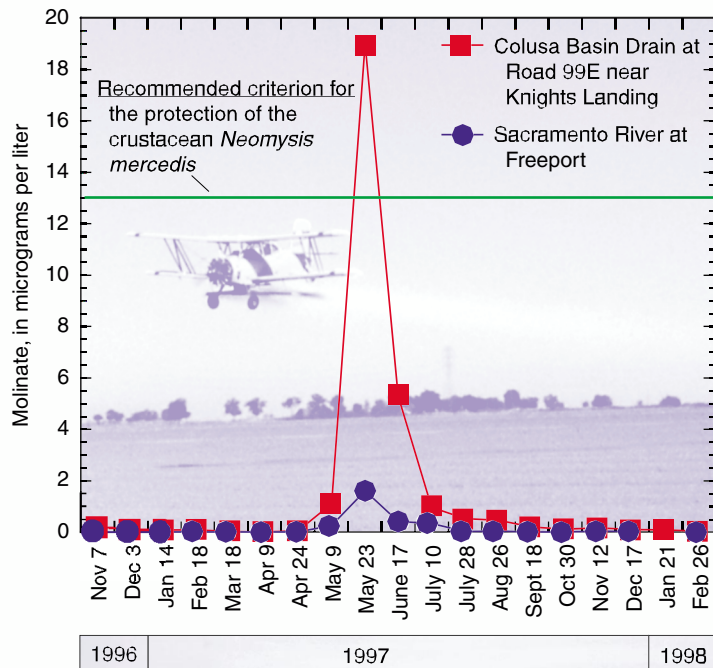 20
18
16
14
13
12
10
8
6
4
2
0
Molinate, in micrograms per liter
Colusa Basin Drain at
Road 99E near
Knights Landing
Sacramento River at
Freeport
Recommended criterion for
the protection of the
crustacean Neomysis
mercedis
Nov 7
Dec 3
Jan 14
Feb 18
Mar 18
Apr 9
Apr 24
May 9
May 23
June 17
July 10
July 28
Aug 26
Sept 18
Oct 30
Nov 12
Dec 17
Jan 21
Feb 26
1996
1997
1998